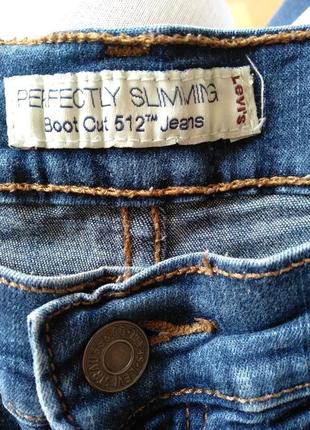 PERFECTLY SLIMMING
Boot Cut 512™ Jeans
Levi's